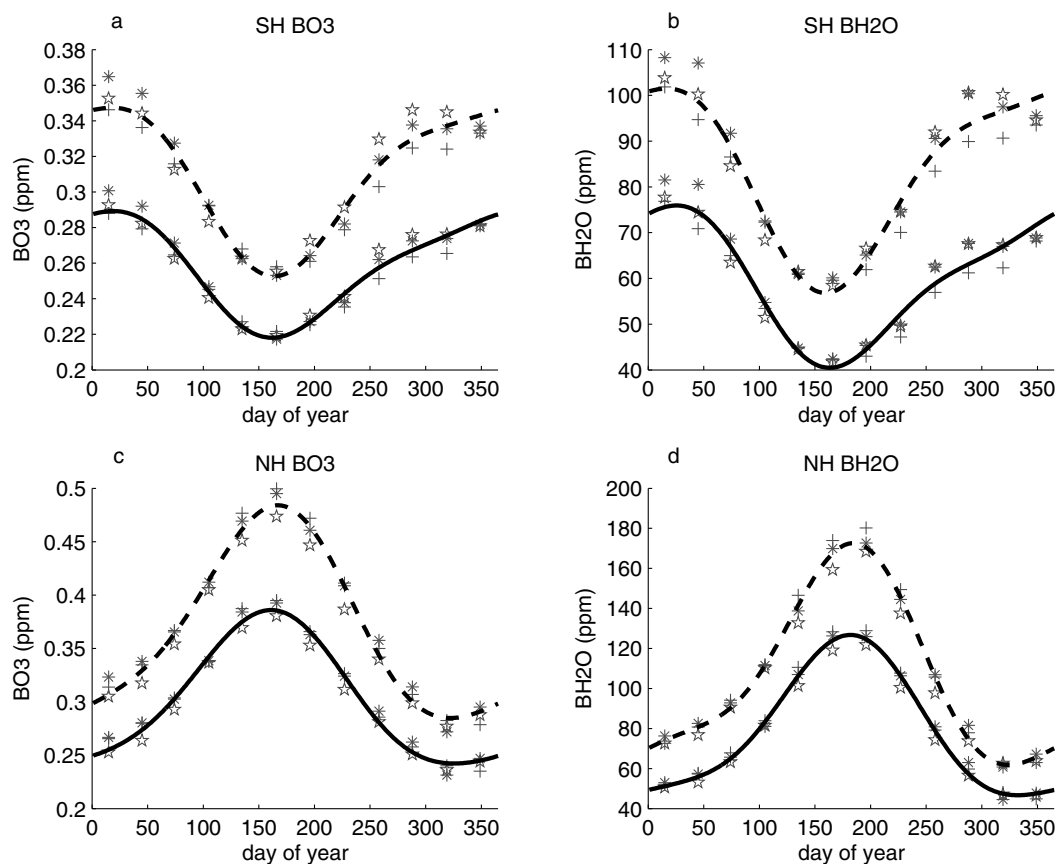 a
SH BO3
0.38
0.36
0.34
0.32
0.3
0.28
0.26
0.24
0.22
0.2
BO3 (ppm)
0 50 100 150 200 250 300 350
day of year
b
SH BH2O
110
100
90
80
70
60
50
40
BH2O (ppm)
0 50 100 150 200 250 300 350
day of year
c
NH BO3
0.5
0.45
0.4
0.35
0.3
0.25
0.2
BO3 (ppm)
0 50 100 150 200 250 300 350
day of year
d
NH BH2O
200
180
160
140
120
100
80
60
40
BH2O (ppm)
0 50 100 150 200 250 300 350
day of year